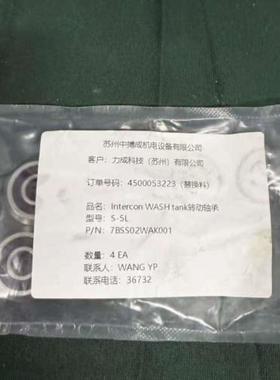 苏州中搏成机电设备有限公司
客户：力成科技（苏州）有限公司
订单号码：4500053223（替换料）
品名：Intercon WASH tank转动轴承
型号：S-5L
P/N：7BSS02WAK001
数量：4 EA
联系人：WANG YP
联系电话：36732